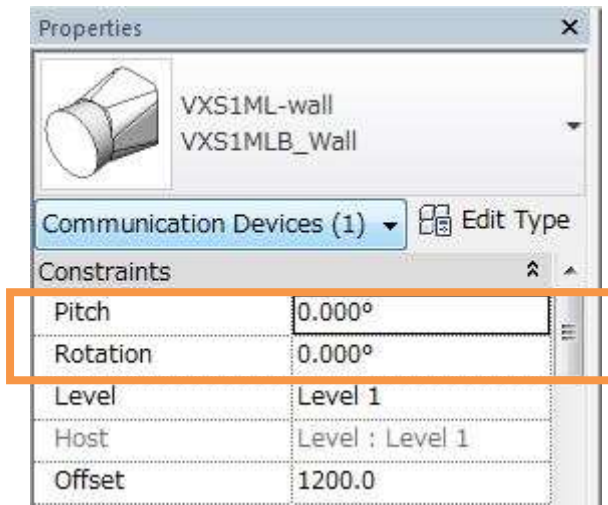 Properties
VXS1ML-wall
VXS1MLB_Wall
Communication Devices (1) Edit Type
Constraints
Pitch 0.000°
Rotation 0.000°
Level Level 1
Host Level : Level 1
Offset 1200.0